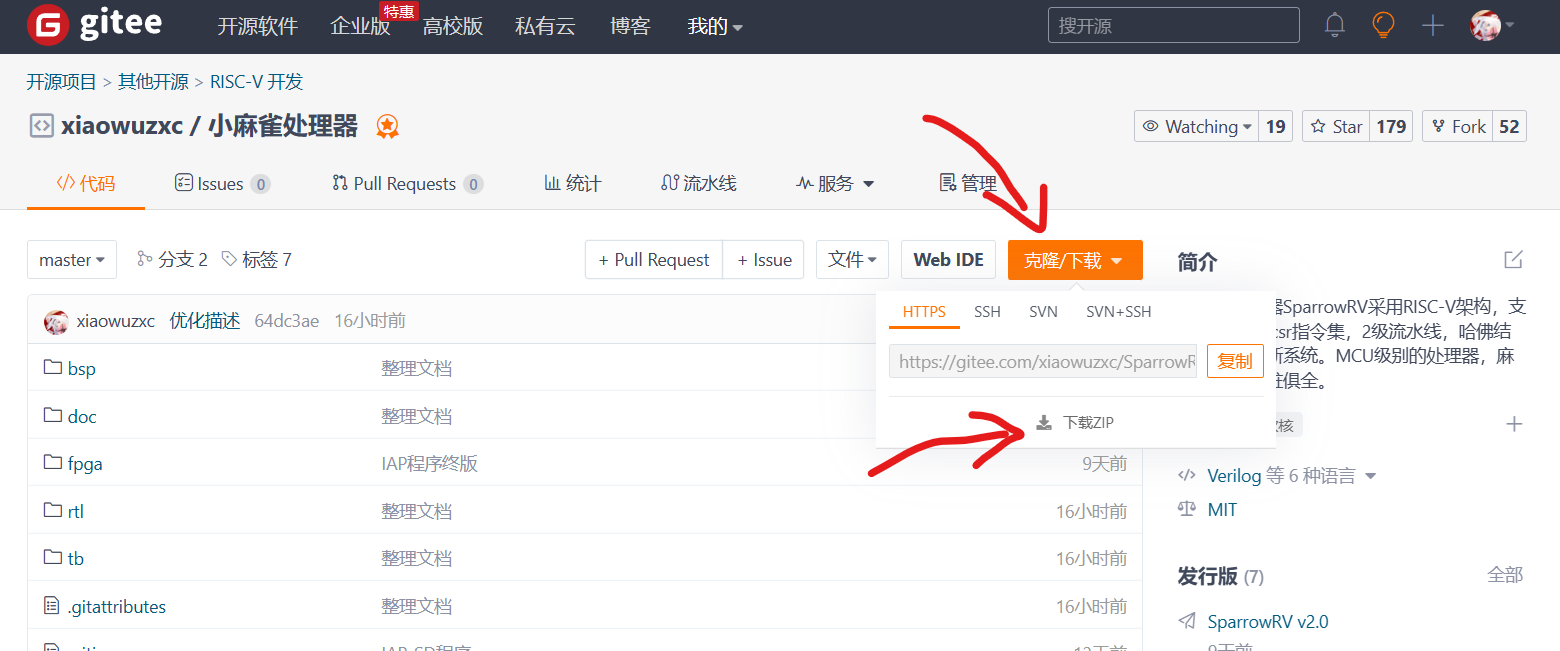 gitee 开源软件 企业版 特惠 高校版 私有云 博客 我的 搜开源
开源项目 > 其他开源 > RISC-V 开发
xiaowuzxc / 小麻雀处理器 Watching 19 Star 179 Fork 52
代码 Issues 0 Pull Requests 0 统计 流水线 服务 管理
master 分支 2 标签 7 + Pull Request + Issue 文件 Web IDE 克隆/下载 简介
HTTPS SSH SVN SVN+SSH
xiaowuzxc 优化描述 64dc3ae 16小时前
SparrowRV采用RISC-V架构，支
csr指令集，2级流水线，哈佛结
系统。MCU级别的处理器，麻
俱全。
https://gitee.com/xiaowuzxc/SparrowR 复制
bsp 整理文档
doc 整理文档
下载ZIP
核
fpga IAP程序终版 9天前
Verilog 等 6 种语言
rtl 整理文档 16小时前
MIT
tb 整理文档 16小时前
发行版 (7) 全部
.gitattributes 整理文档 16小时前
SparrowRV v2.0
9天前